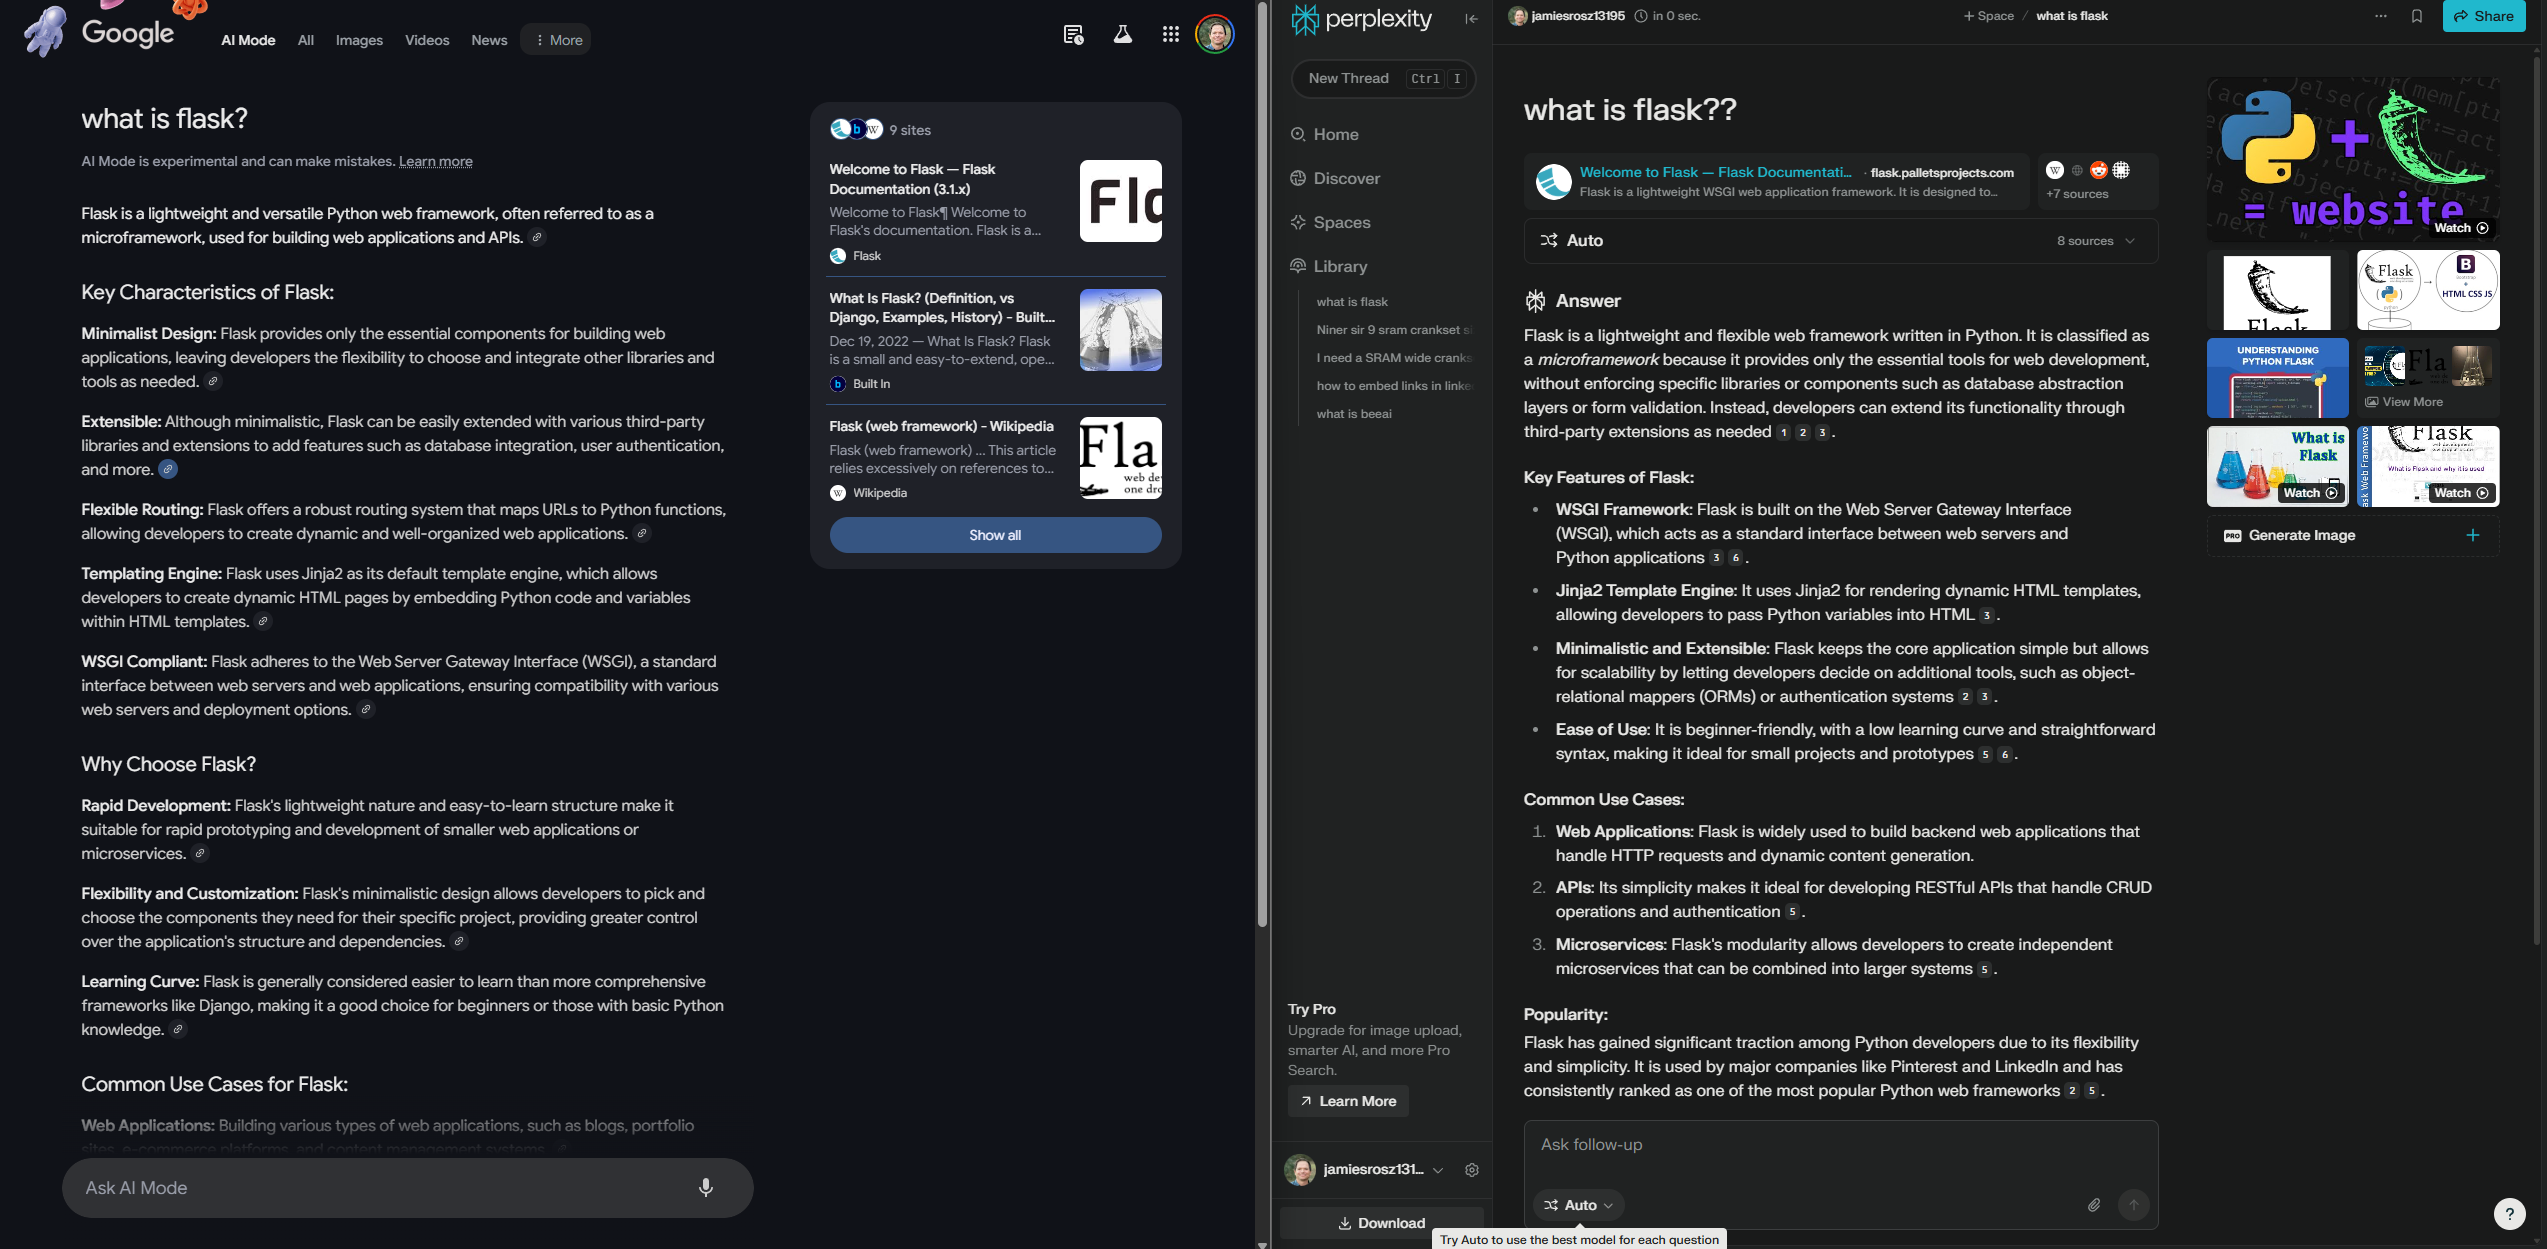 Google
AI Mode
All
Images
Videos
News
More
what is flask?
AI Mode is experimental and can make mistakes. Learn more
Flask is a lightweight and versatile Python web framework, often referred to as a
microframework, used for building web applications and APIs.
Key Characteristics of Flask:
Minimalist Design: Flask provides only the essential components for building web
applications, leaving developers the flexibility to choose and integrate other libraries and
tools as needed.
Extensible: Although minimalistic, Flask can be easily extended with various third-party
libraries and extensions to add features such as database integration, user authentication,
and more.
Flexible Routing: Flask offers a robust routing system that maps URLs to Python functions,
allowing developers to create dynamic and well-organized web applications.
Templating Engine: Flask uses Jinja2 as its default template engine, which allows
developers to create dynamic HTML pages by embedding Python code and variables
within HTML templates.
WSGI Compliant: Flask adheres to the Web Server Gateway Interface (WSGI), a standard
interface between web servers and web applications, ensuring compatibility with various
web servers and deployment options.
Why Choose Flask?
Rapid Development: Flask's lightweight nature and easy-to-learn structure make it
suitable for rapid prototyping and development of smaller web applications or
microservices.
Flexibility and Customization: Flask's minimalistic design allows developers to pick and
choose the components they need for their specific project, providing greater control
over the application's structure and dependencies.
Learning Curve: Flask is generally considered easier to learn than more comprehensive
frameworks like Django, making it a good choice for beginners or those with basic Python
knowledge.
Common Use Cases for Flask:
Web Applications: Building various types of web applications, such as blogs, portfolio
sites, e-commerce platforms, and content management systems.
Ask AI Mode
9 sites
Welcome to Flask — Flask
Documentation (3.1.x)
Welcome to Flask¶ Welcome to
Flask's documentation. Flask is a...
Flask
What Is Flask? (Definition, vs
Django, Examples, History) - Built...
Dec 19, 2022 — What Is Flask? Flask
is a small and easy-to-extend, ope...
b Built In
Flask (web framework) - Wikipedia
Flask (web framework) ... This article
relies excessively on references to...
W Wikipedia
Fla
web de
one dro
Show all
perplexity
New Thread Ctrl I
Home
Discover
Spaces
Library
what is flask
Niner sir 9 sram crankset
I need a SRAM wide cranks
how to embed links in linke
what is beeai
Try Pro
Upgrade for image upload,
smarter AI, and more Pro
Search.
Learn More
jamiesrosz131...
Download
jamiesrosz13195 in 0 sec.
+ Space / what is flask
Share
what is flask??
Welcome to Flask — Flask Documentati... · flask.palletsprojects.com
Flask is a lightweight WSGI web application framework. It is designed to...
+7 sources
Auto
8 sources
Answer
Flask is a lightweight and flexible web framework written in Python. It is classified as
a microframework because it provides only the essential tools for web development,
without enforcing specific libraries or components such as database abstraction
layers or form validation. Instead, developers can extend its functionality through
third-party extensions as needed 1 2 3 .
Key Features of Flask:
• WSGI Framework: Flask is built on the Web Server Gateway Interface
(WSGI), which acts as a standard interface between web servers and
Python applications 3 6 .
• Jinja2 Template Engine: It uses Jinja2 for rendering dynamic HTML templates,
allowing developers to pass Python variables into HTML 3 .
• Minimalistic and Extensible: Flask keeps the core application simple but allows
for scalability by letting developers decide on additional tools, such as object-
relational mappers (ORMs) or authentication systems 2 3 .
• Ease of Use: It is beginner-friendly, with a low learning curve and straightforward
syntax, making it ideal for small projects and prototypes 5 6 .
Common Use Cases:
1. Web Applications: Flask is widely used to build backend web applications that
handle HTTP requests and dynamic content generation.
2. APIs: Its simplicity makes it ideal for developing RESTful APIs that handle CRUD
operations and authentication 5 .
3. Microservices: Flask's modularity allows developers to create independent
microservices that can be combined into larger systems 5 .
Popularity:
Flask has gained significant traction among Python developers due to its flexibility
and simplicity. It is used by major companies like Pinterest and LinkedIn and has
consistently ranked as one of the most popular Python web frameworks 2 5 .
Ask follow-up
Auto
Try Auto to use the best model for each question
?
+
= website
Watch
Flask
Flask
B
HTML CSS JS
UNDERSTANDING
PYTHON FLASK
View More
What is
Flask
Watch
Flask
What is Flask and why it is used
Watch
PRO Generate Image +